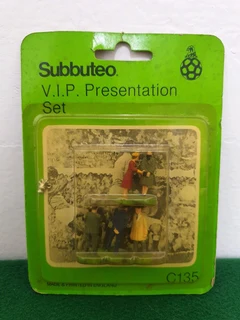 Subbuteo
V.I.P. Presentation
Set
C135